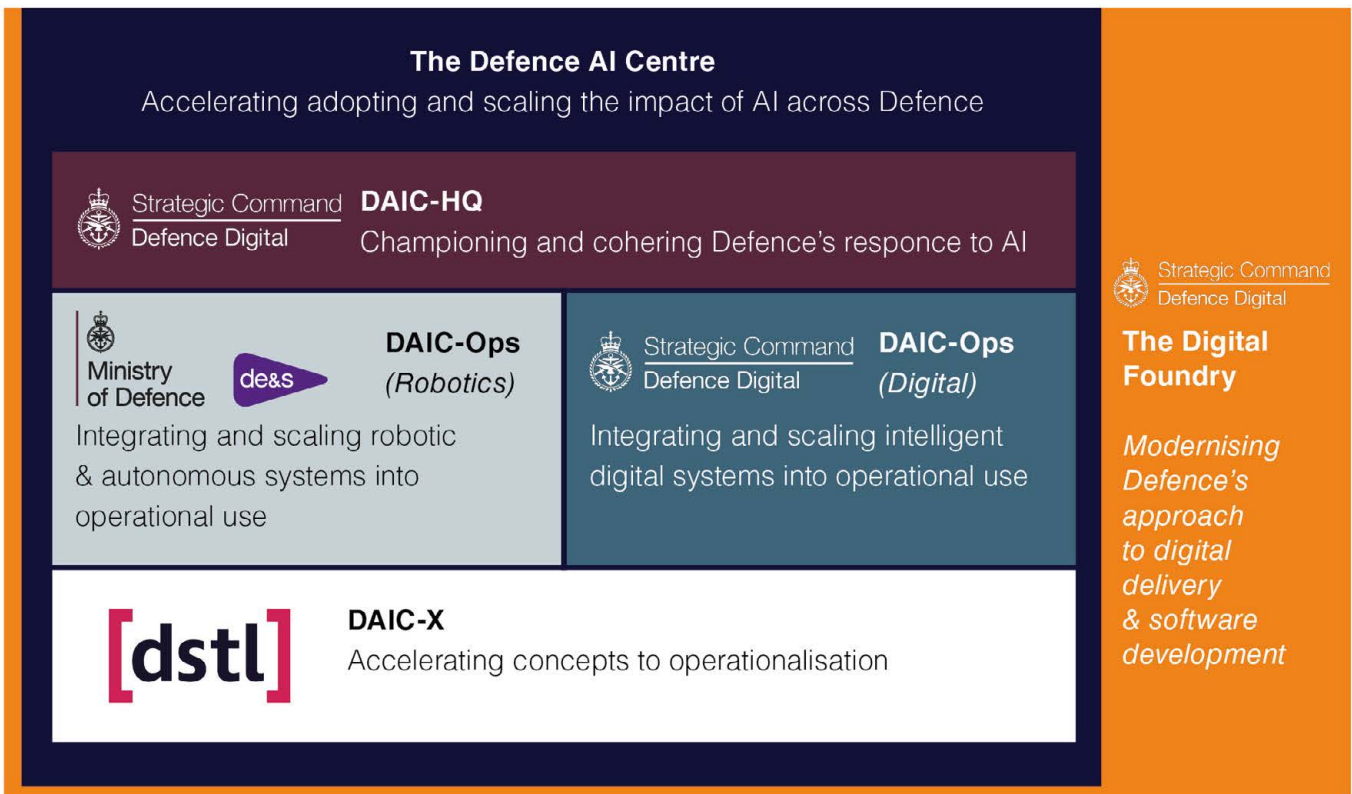 The Defence AI Centre
Accelerating adopting and scaling the impact of AI across Defence
Strategic Command
Defence Digital
DAIC-HQ
Championing and cohering Defence's responce to AI
Ministry
of Defence
de&s
DAIC-Ops
(Robotics)
Integrating and scaling robotic
& autonomous systems into
operational use
Strategic Command
Defence Digital
DAIC-Ops
(Digital)
Integrating and scaling intelligent
digital systems into operational use
[dstl]
DAIC-X
Accelerating concepts to operationalisation
Strategic Command
Defence Digital
The Digital
Foundry
Modernising
Defence's
approach
to digital
delivery
& software
development